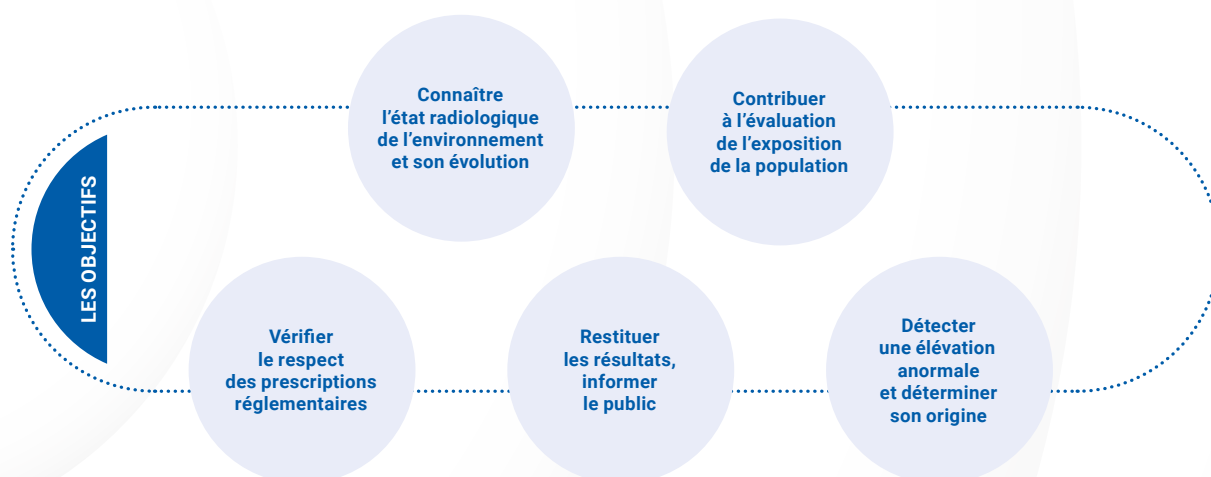 LES OBJECTIFS
Connaître
l’état radiologique
de l’environnement
et son évolution
Contribuer
à l’évaluation
de l’exposition
de la population
Vérifier
le respect
des prescriptions
réglementaires
Restituer
les résultats,
informer
le public
Détecter
une élévation
anormale
et déterminer
son origine